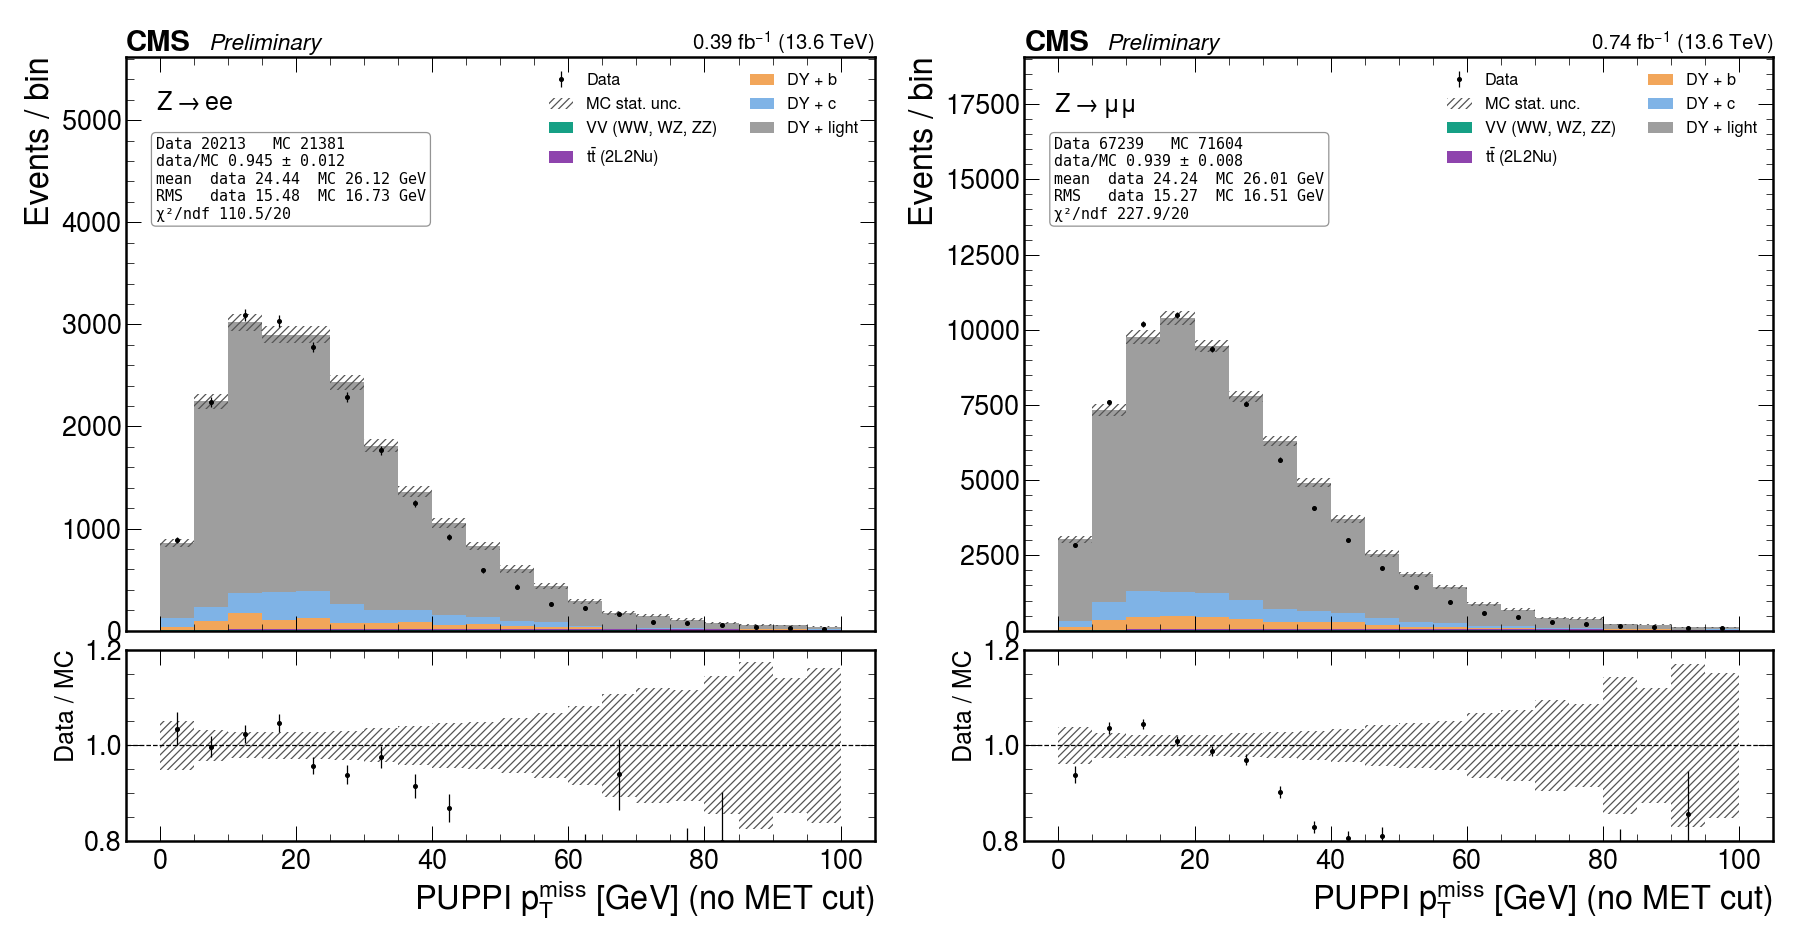 CMS Preliminary 0.39 fb⁻¹ (13.6 TeV)
Events / bin
Z→ee
Data
MC stat. unc.
VV (WW, WZ, ZZ)
tt̄ (2L2Nu)
DY + b
DY + c
DY + light
Data 20213 MC 21381
data/MC 0.945 ± 0.012
mean data 24.44 MC 26.12 GeV
RMS data 15.48 MC 16.73 GeV
χ²/ndf 110.5/20
5000
4000
3000
2000
1000
0
Data / MC
1.2
1.0
0.8
0 20 40 60 80 100
PUPPI p_T^miss [GeV] (no MET cut)
CMS Preliminary 0.74 fb⁻¹ (13.6 TeV)
Events / bin
Z→μμ
Data
MC stat. unc.
VV (WW, WZ, ZZ)
tt̄ (2L2Nu)
DY + b
DY + c
DY + light
Data 67239 MC 71604
data/MC 0.939 ± 0.008
mean data 24.24 MC 26.01 GeV
RMS data 15.27 MC 16.51 GeV
χ²/ndf 227.9/20
17500
15000
12500
10000
7500
5000
2500
0
Data / MC
1.2
1.0
0.8
0 20 40 60 80 100
PUPPI p_T^miss [GeV] (no MET cut)